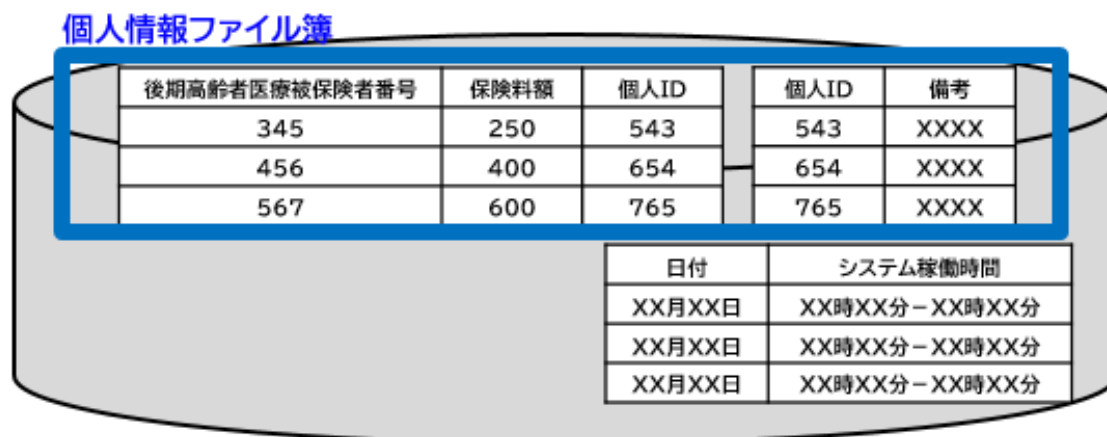 個人情報ファイル簿
後期高齢者医療被保険者番号 保険料額 個人ID 個人ID 備考
345 250 543 543 XXXX
456 400 654 654 XXXX
567 600 765 765 XXXX
日付 システム稼働時間
XX月XX日 XX時XX分－XX時XX分
XX月XX日 XX時XX分－XX時XX分
XX月XX日 XX時XX分－XX時XX分